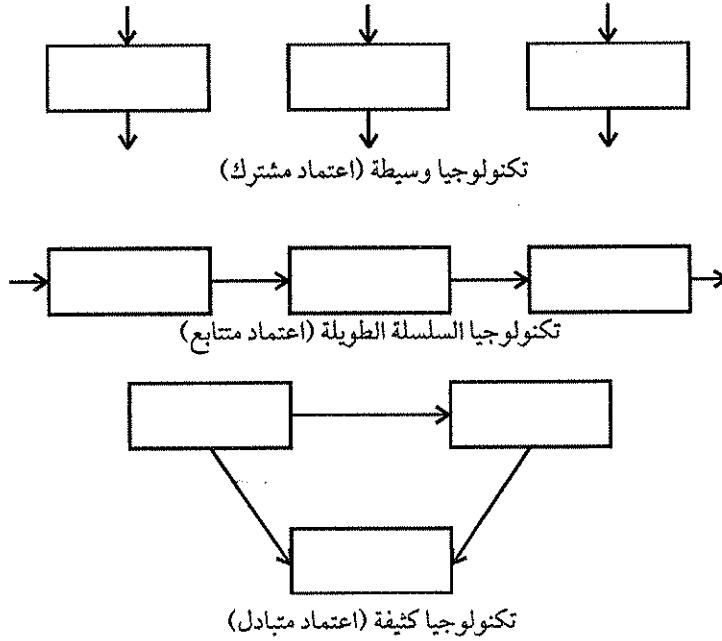 تكنولوجيا وسيطة (اعتماد مشترك)
تكنولوجيا السلسلة الطويلة (اعتماد متتابع)
تكنولوجيا كثيفة (اعتماد متبادل)